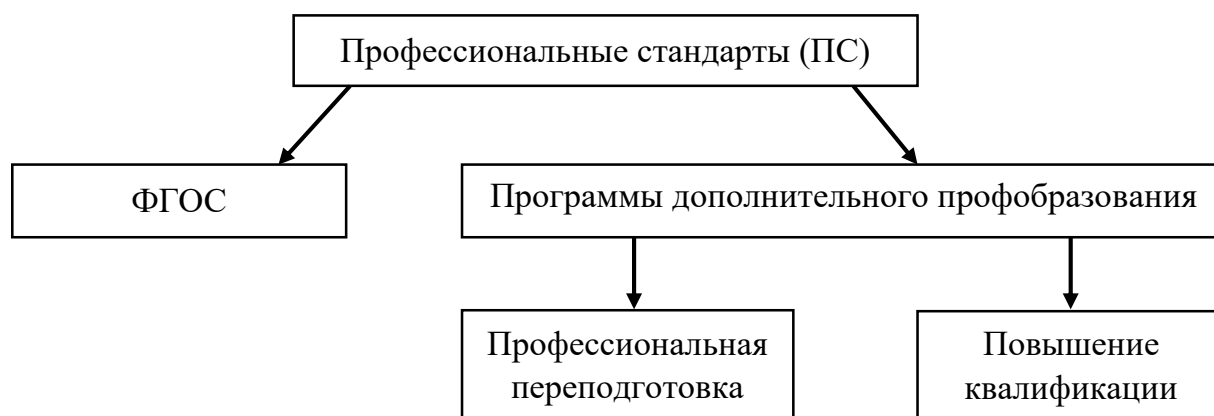 Профессиональные стандарты (ПС)
ФГОС
Программы дополнительного профобразования
Профессиональная
переподготовка
Повышение
квалификации